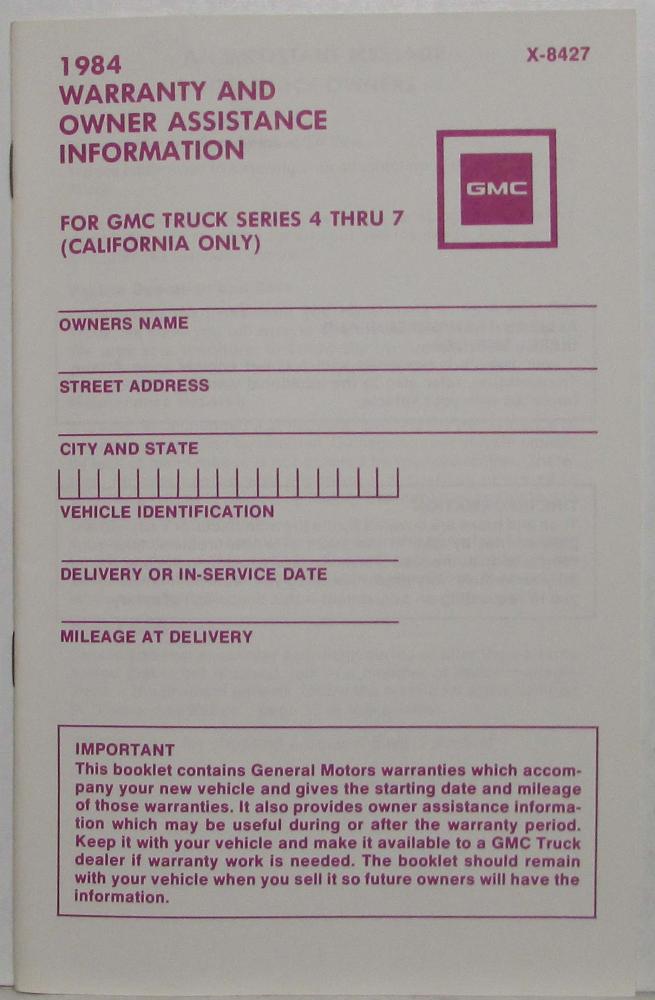 1984
X-8427
WARRANTY AND
OWNER ASSISTANCE
INFORMATION
GMC
FOR GMC TRUCK SERIES 4 THRU 7
(CALIFORNIA ONLY)
OWNERS NAME
STREET ADDRESS
CITY AND STATE
VEHICLE IDENTIFICATION
DELIVERY OR IN-SERVICE DATE
MILEAGE AT DELIVERY
IMPORTANT
This booklet contains General Motors warranties which accom-
pany your new vehicle and gives the starting date and mileage
of those warranties. It also provides owner assistance informa-
tion which may be useful during or after the warranty period.
Keep it with your vehicle and make it available to a GMC Truck
dealer if warranty work is needed. The booklet should remain
with your vehicle when you sell it so future owners will have the
information.